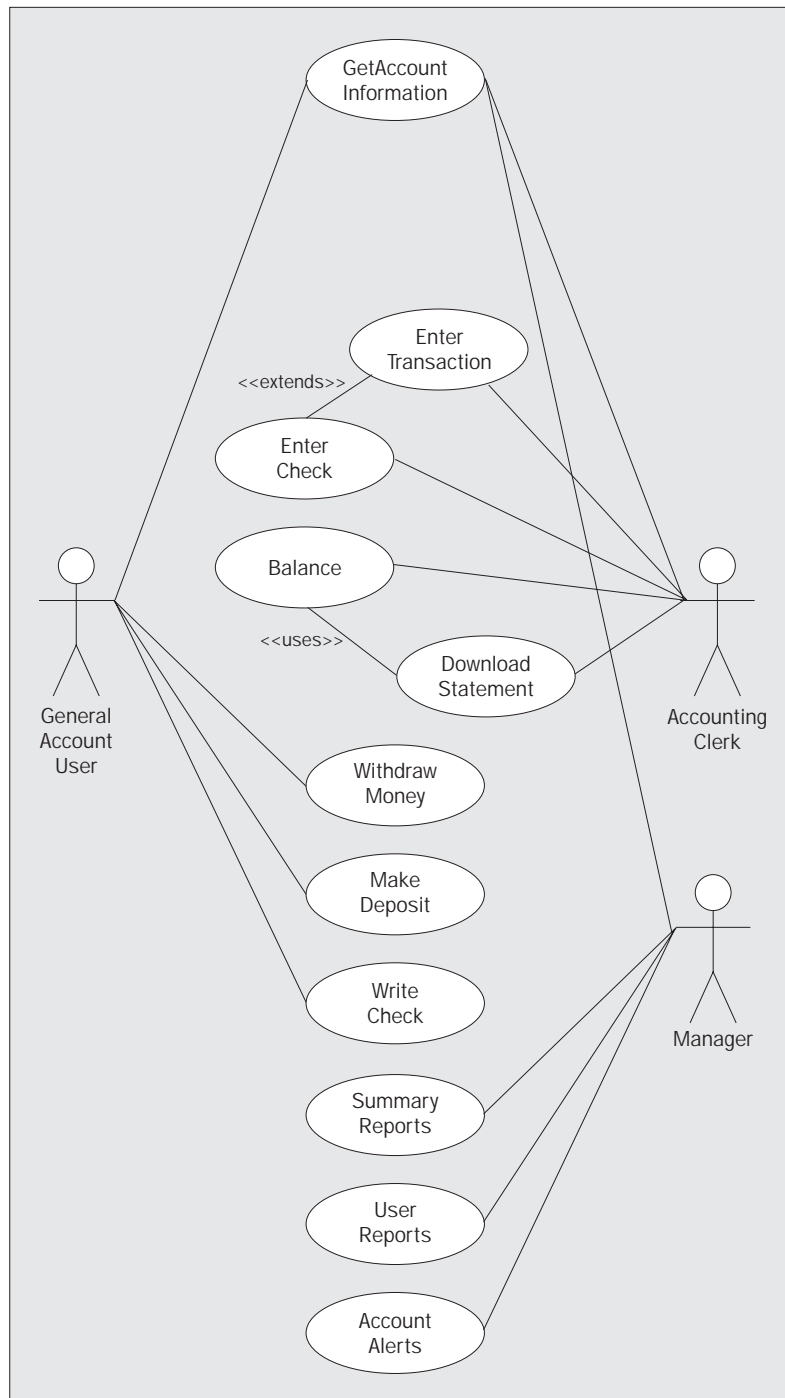 GetAccount
Information
Enter
Transaction
<<extends>>
Enter
Check
Balance
<<uses>>
Download
Statement
General
Account
User
Accounting
Clerk
Withdraw
Money
Make
Deposit
Write
Check
Manager
Summary
Reports
User
Reports
Account
Alerts